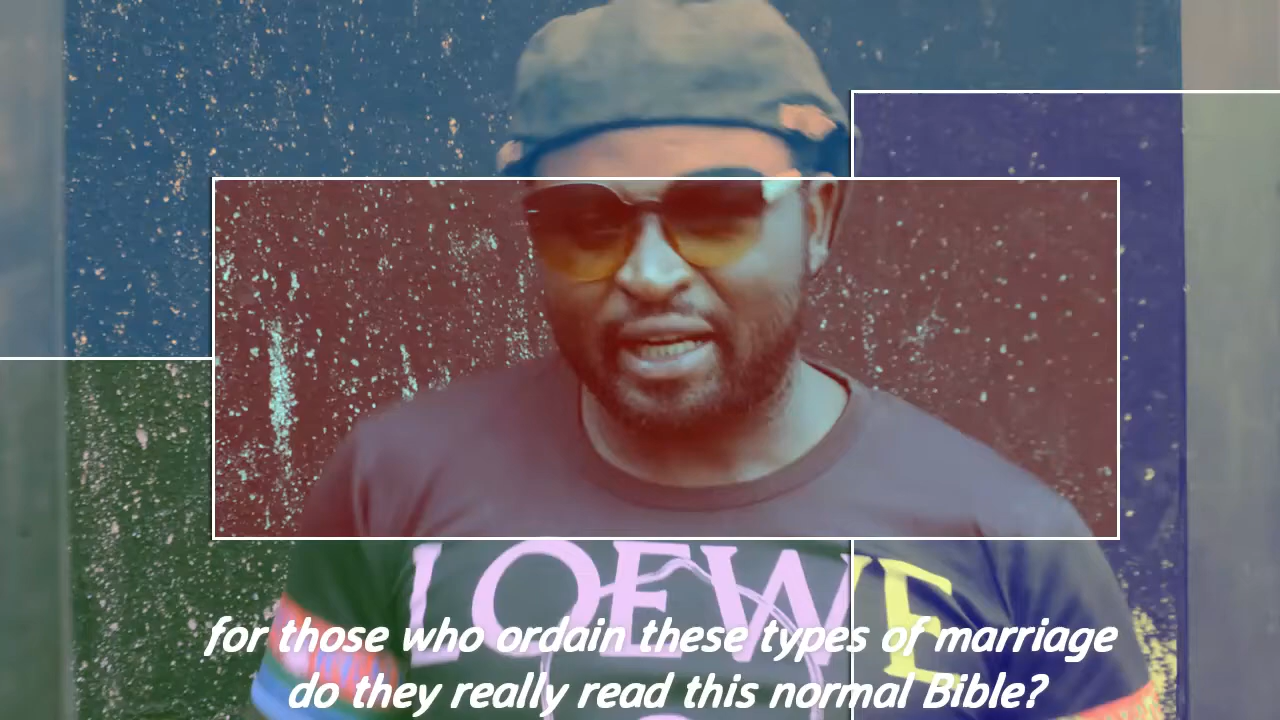 LOEWE
for those who ordain these types of marriage
do they really read this normal Bible?